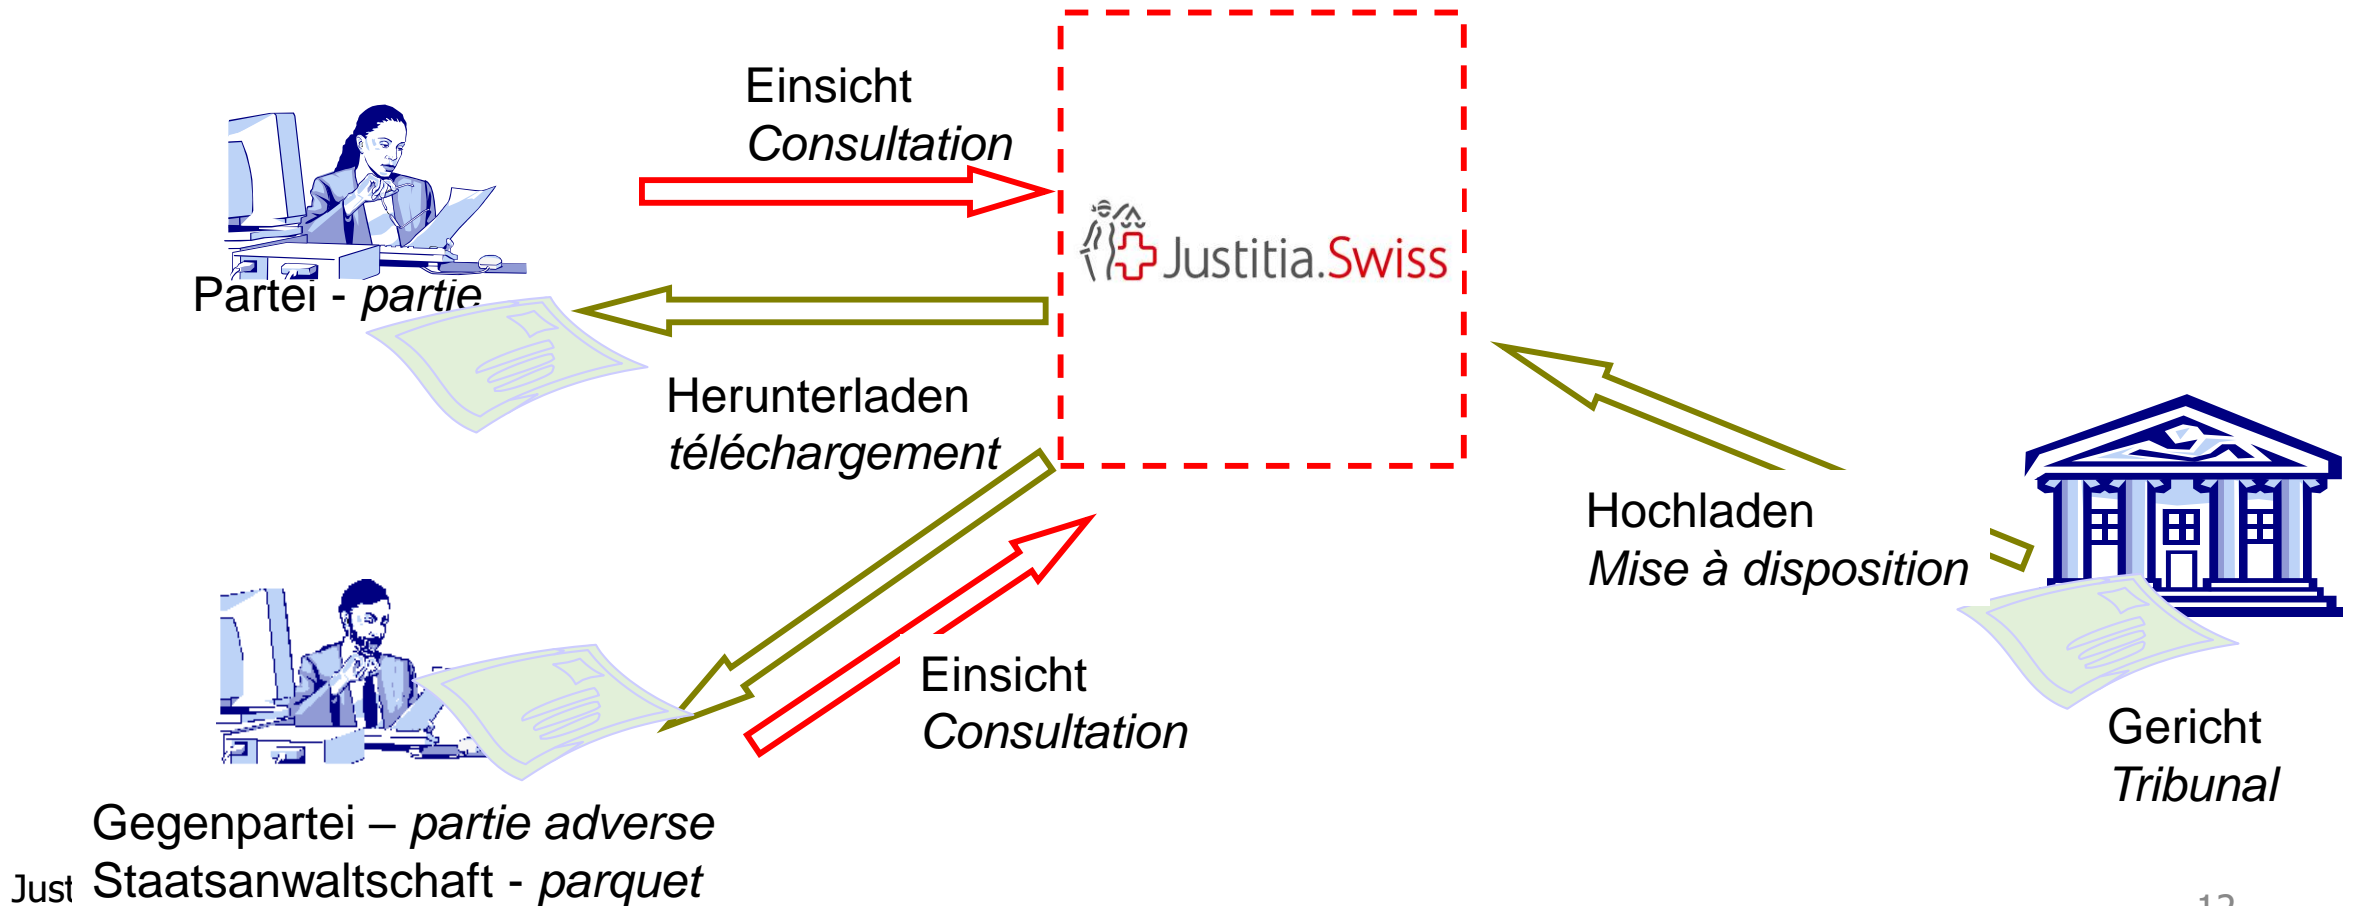 Einsicht
Consultation
Justitia.Swiss
Partei - partie
Herunterladen
téléchargement
Hochladen
Mise à disposition
Einsicht
Consultation
Gericht
Tribunal
Gegenpartei – partie adverse
Staatsanwaltschaft - parquet
Just
12